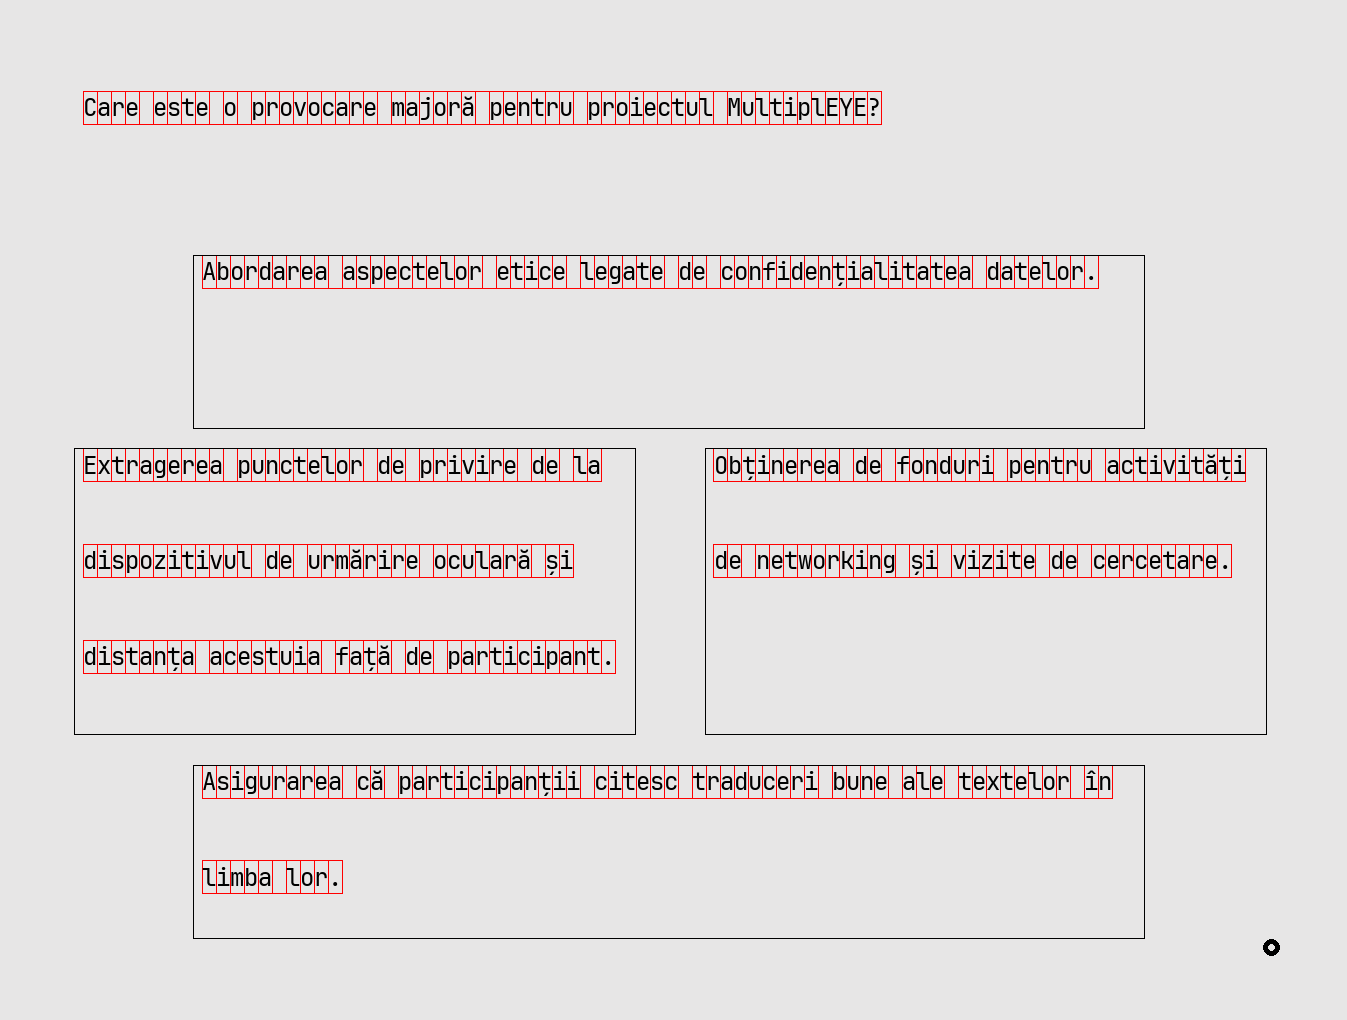 Care este o provocare majoră pentru proiectul MultiplEYE?
Abordarea aspectelor etice legate de confidențialitatea datelor.
Extragerea punctelor de privire de la
dispozitivul de urmărire oculară și
distanța acestuia față de participant.
Obținerea de fonduri pentru activități
de networking și vizite de cercetare.
Asigurarea că participanții citesc traduceri bune ale textelor în
limba lor.